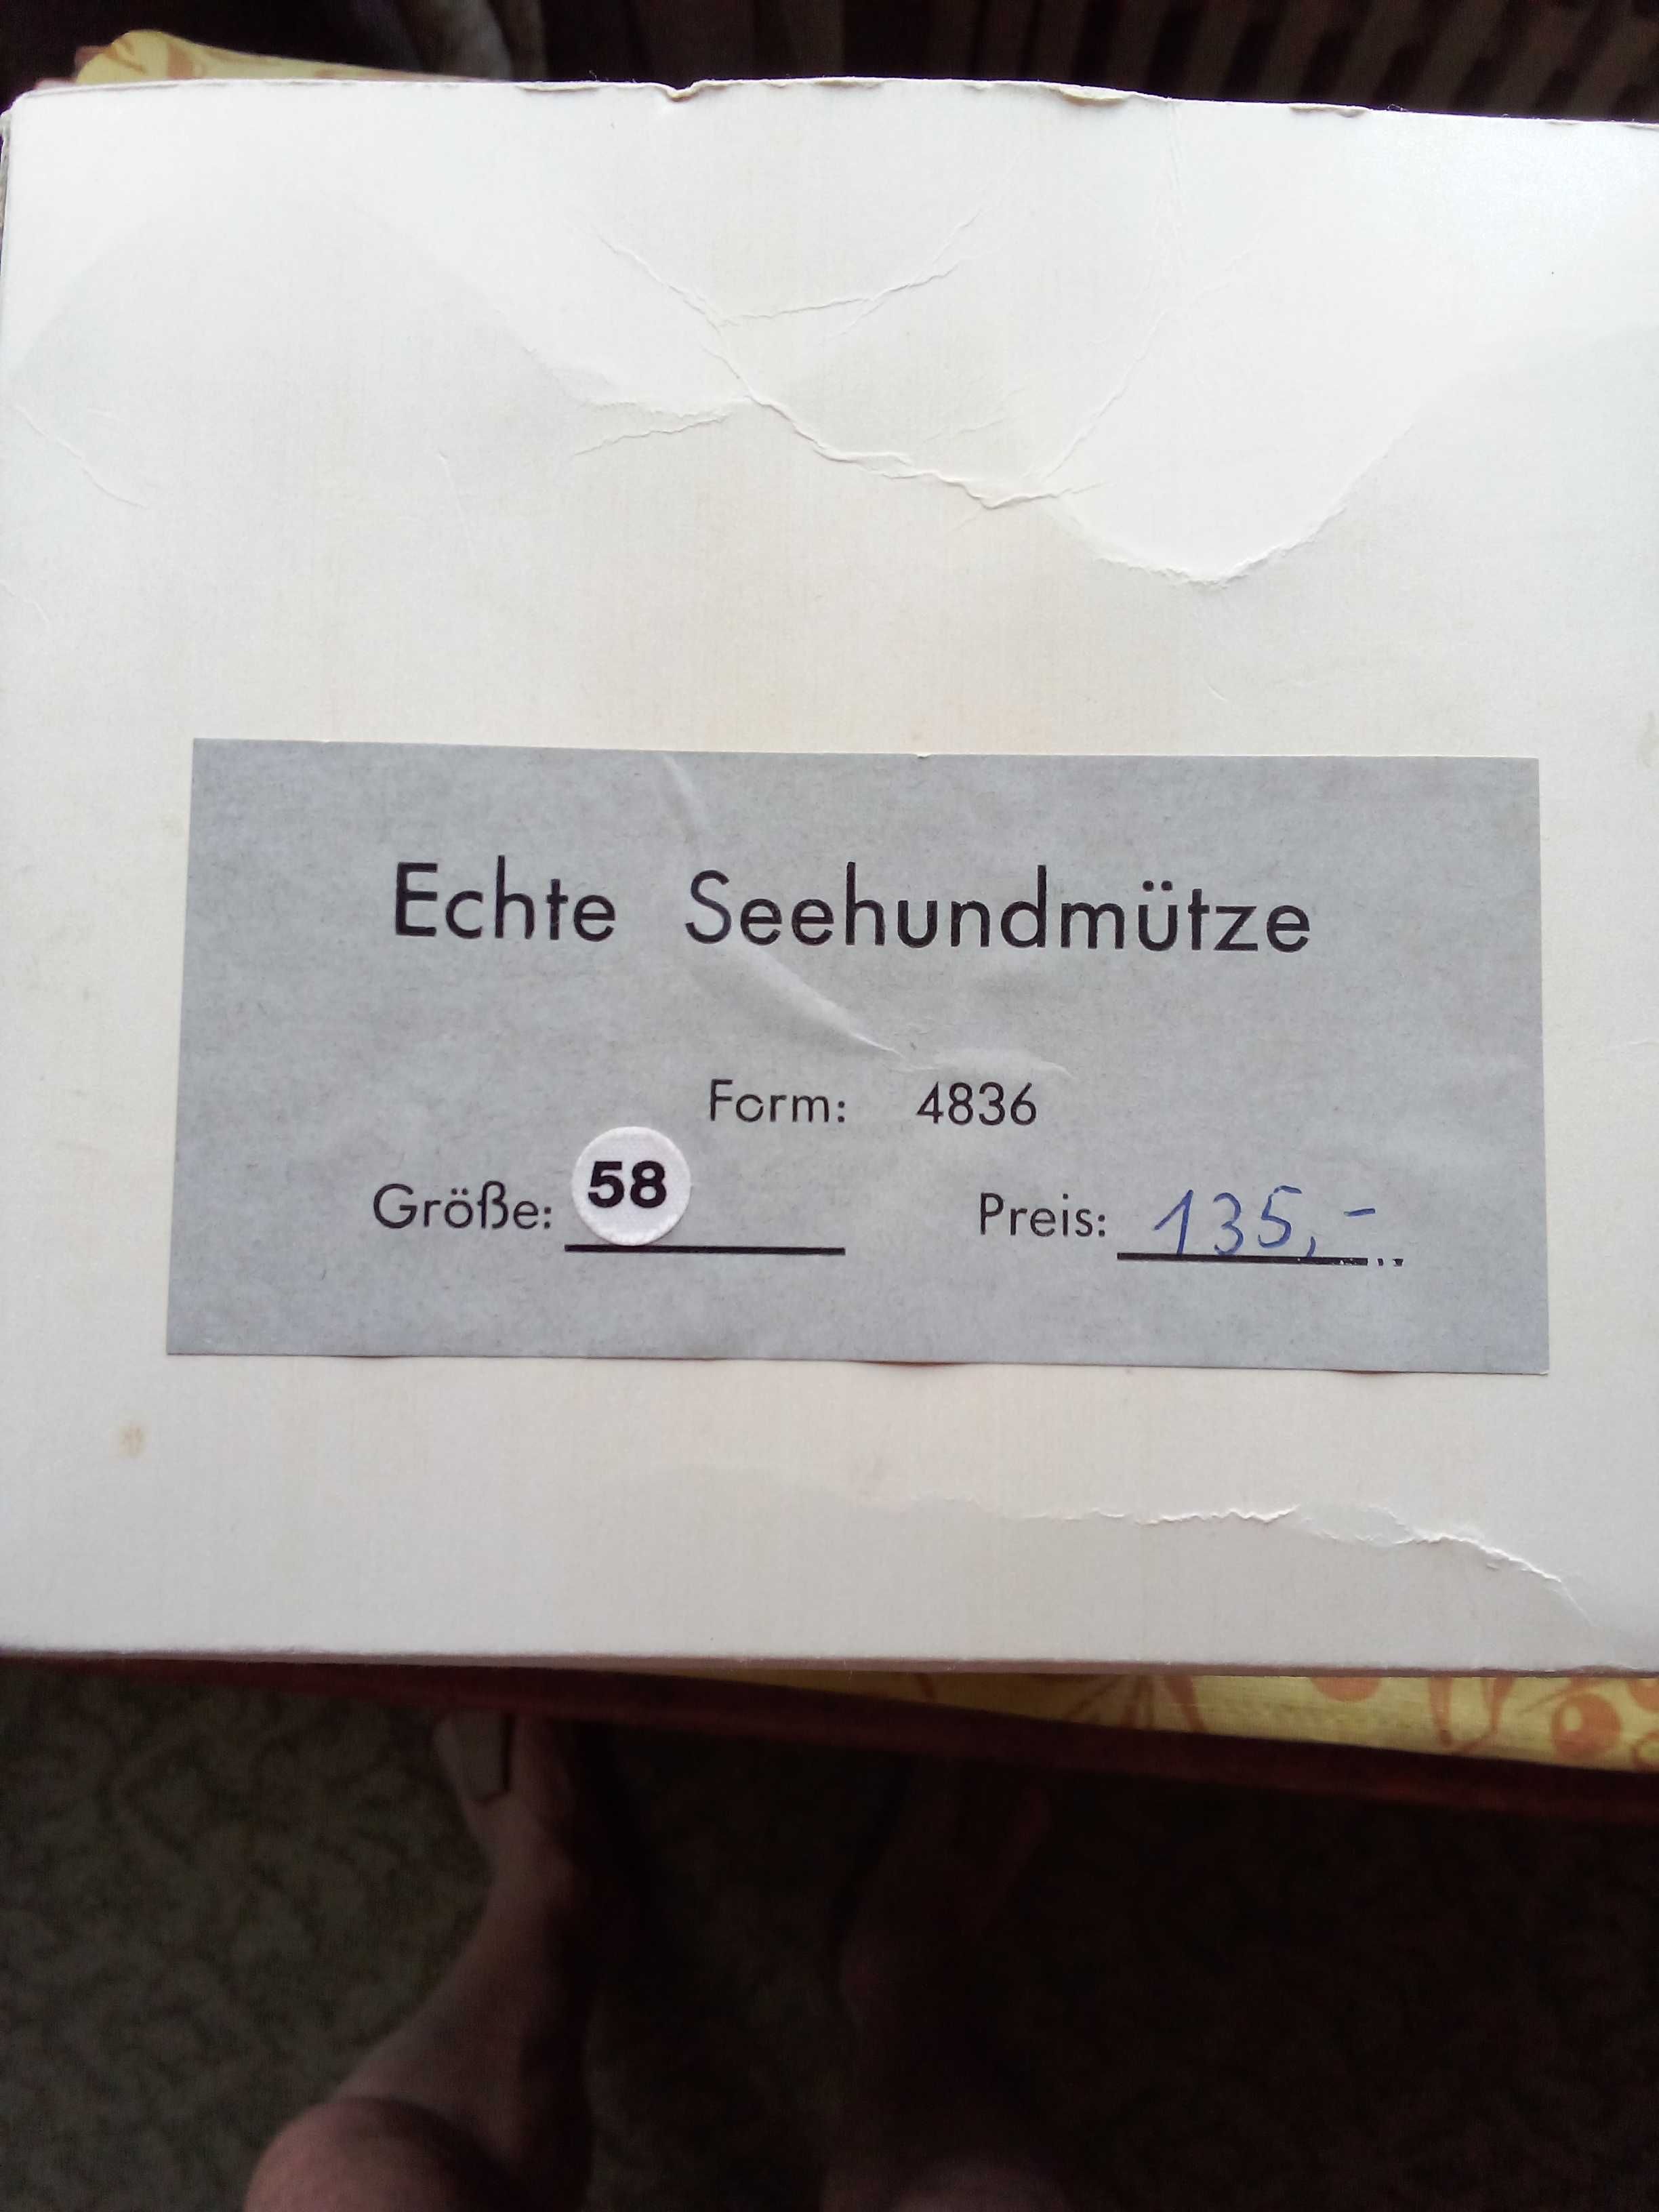 Echte Seehundmütze
Form: 4836
Größe: 58 Preis: 135,-